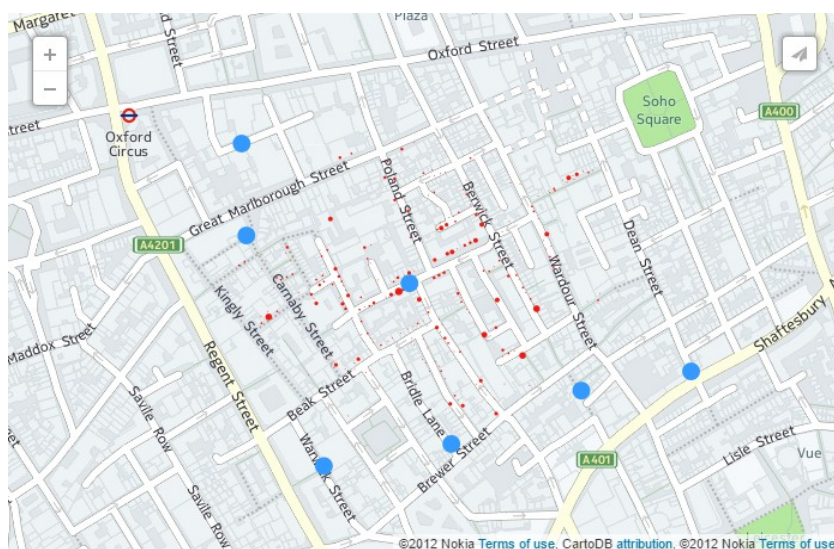 Margaret
Plaza
d Street
Oxford Street
+
−
Oxford
Circus
Soho
Square
A400
Great Marlborough Street
Poland Street
Berwick Street
Dean Street
Wardour Street
A4201
Kingly Street
Carnaby Street
Maddox Street
Regent Street
Shaftesbury A
Beak Street
Bridle Lane
Savile Row
Warwick Street
Brewer Street
Lisle Street
A401
Vue
Savile Row
©2012 Nokia Terms of use, CartoDB attribution, ©2012 Nokia Terms of use